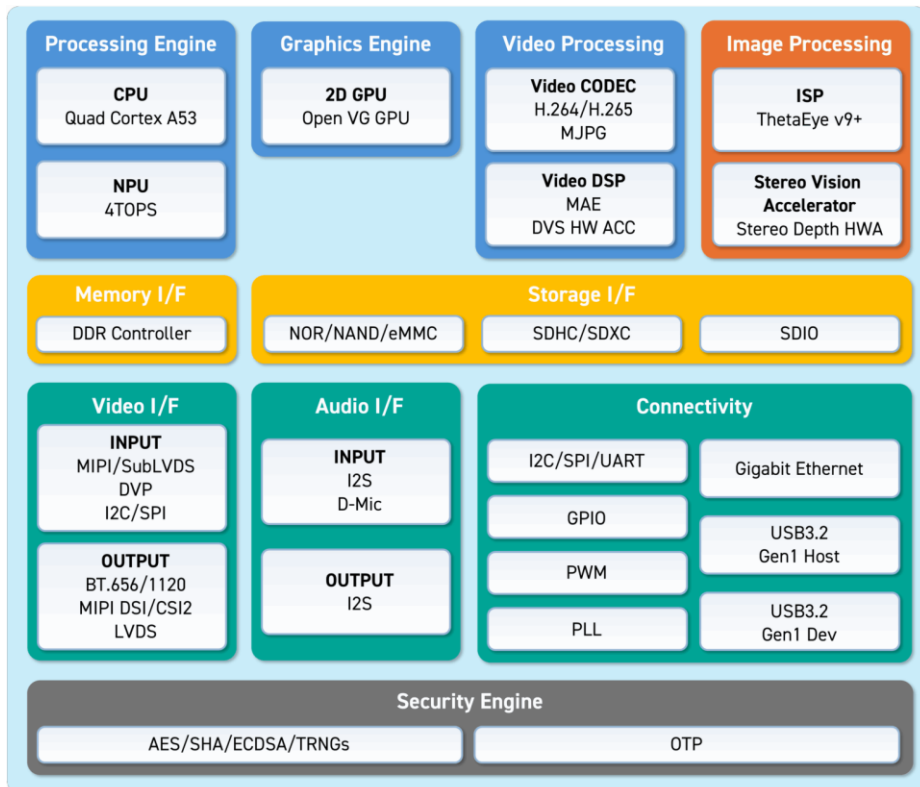 Processing Engine
CPU
Quad Cortex A53
NPU
4TOPS
Graphics Engine
2D GPU
Open VG GPU
Video Processing
Video CODEC
H.264/H.265
MJPG
Video DSP
MAE
DVS HW ACC
Image Processing
ISP
ThetaEye v9+
Stereo Vision
Accelerator
Stereo Depth HWA
Memory I/F
DDR Controller
Storage I/F
NOR/NAND/eMMC
SDHC/SDXC
SDIO
Video I/F
INPUT
MIPI/SubLVDS
DVP
I2C/SPI
OUTPUT
BT.656/1120
MIPI DSI/CSI2
LVDS
Audio I/F
INPUT
I2S
D-Mic
OUTPUT
I2S
Connectivity
I2C/SPI/UART
GPIO
PWM
PLL
Gigabit Ethernet
USB3.2
Gen1 Host
USB3.2
Gen1 Dev
Security Engine
AES/SHA/ECDSA/TRNGs
OTP